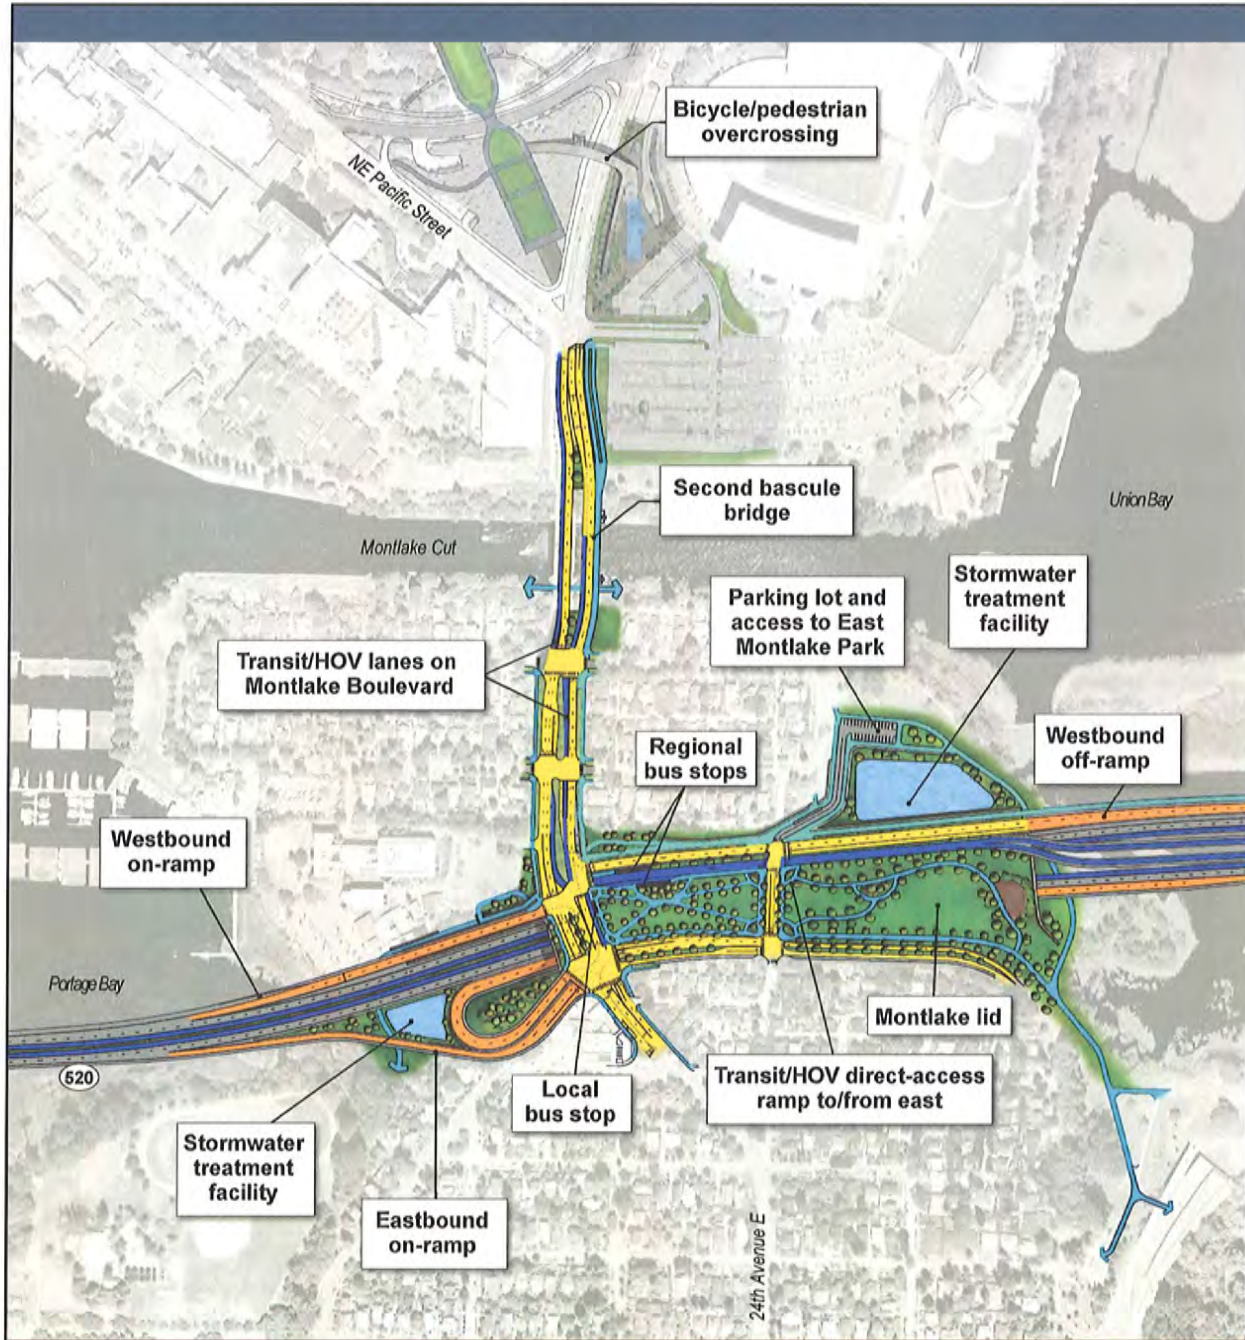 Bicycle/pedestrian
overcrossing
NE Pacific Street
Second bascule
bridge
Union Bay
Montlake Cut
Stormwater
treatment
facility
Parking lot and
access to East
Montlake Park
Transit/HOV lanes on
Montlake Boulevard
Regional
bus stops
Westbound
off-ramp
Westbound
on-ramp
Portage Bay
Montlake lid
520
Local
bus stop
Transit/HOV direct-access
ramp to/from east
Stormwater
treatment
facility
Eastbound
on-ramp
24th Avenue E